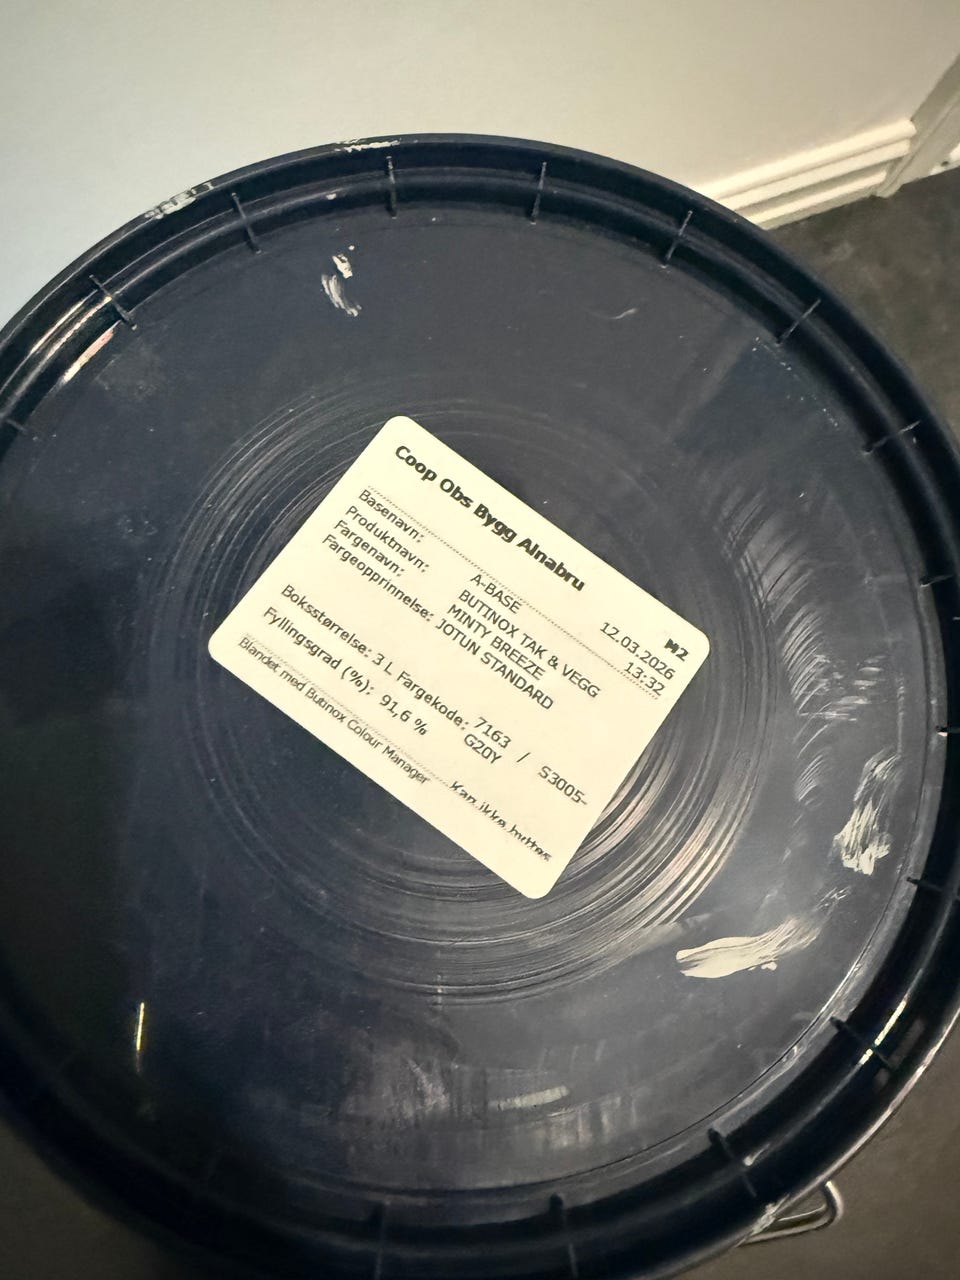 Coop Obs Bygg Alnabru
M2
12.03.2026
13:32
Basenavn: A-BASE
Produktnavn: BUTINOX TAK & VEGG
Fargenavn: MINTY BREEZE
Fargeopprinnelse: JOTUN STANDARD
Boksstørrelse: 3 L Fargekode: 7163 / S3005-
G20Y
Fyllingsgrad (%): 91,6 %
Blandet med Butinox Colour Manager
Kan ikke byttes